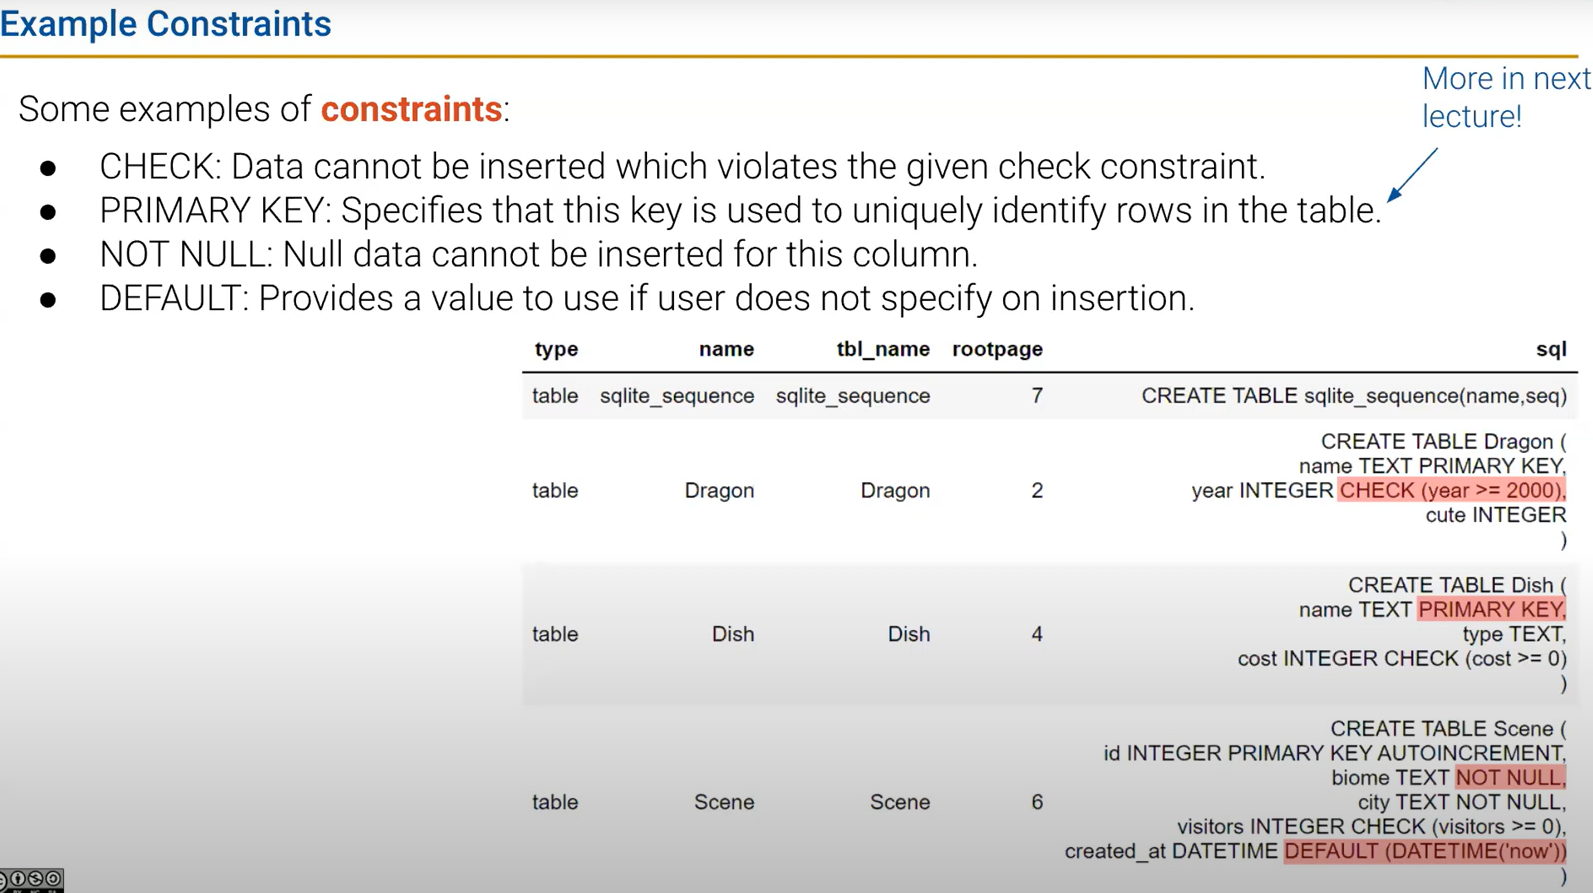 Example Constraints
More in next
lecture!
Some examples of constraints:
● CHECK: Data cannot be inserted which violates the given check constraint.
● PRIMARY KEY: Specifies that this key is used to uniquely identify rows in the table.
● NOT NULL: Null data cannot be inserted for this column.
● DEFAULT: Provides a value to use if user does not specify on insertion.
type name tbl_name rootpage sql
table sqlite_sequence sqlite_sequence 7 CREATE TABLE sqlite_sequence(name,seq)
CREATE TABLE Dragon (
name TEXT PRIMARY KEY,
table Dragon Dragon 2 year INTEGER CHECK (year >= 2000),
cute INTEGER
)
CREATE TABLE Dish (
name TEXT PRIMARY KEY,
table Dish Dish 4 type TEXT,
cost INTEGER CHECK (cost >= 0)
)
CREATE TABLE Scene (
id INTEGER PRIMARY KEY AUTOINCREMENT,
biome TEXT NOT NULL,
table Scene Scene 6 city TEXT NOT NULL,
visitors INTEGER CHECK (visitors >= 0),
created_at DATETIME DEFAULT (DATETIME('now'))
)